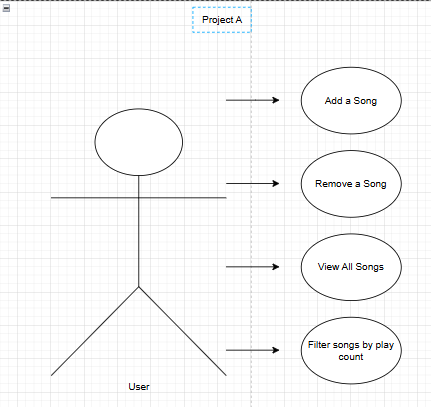 Project A
Add a Song
Remove a Song
View All Songs
Filter songs by play
count
User